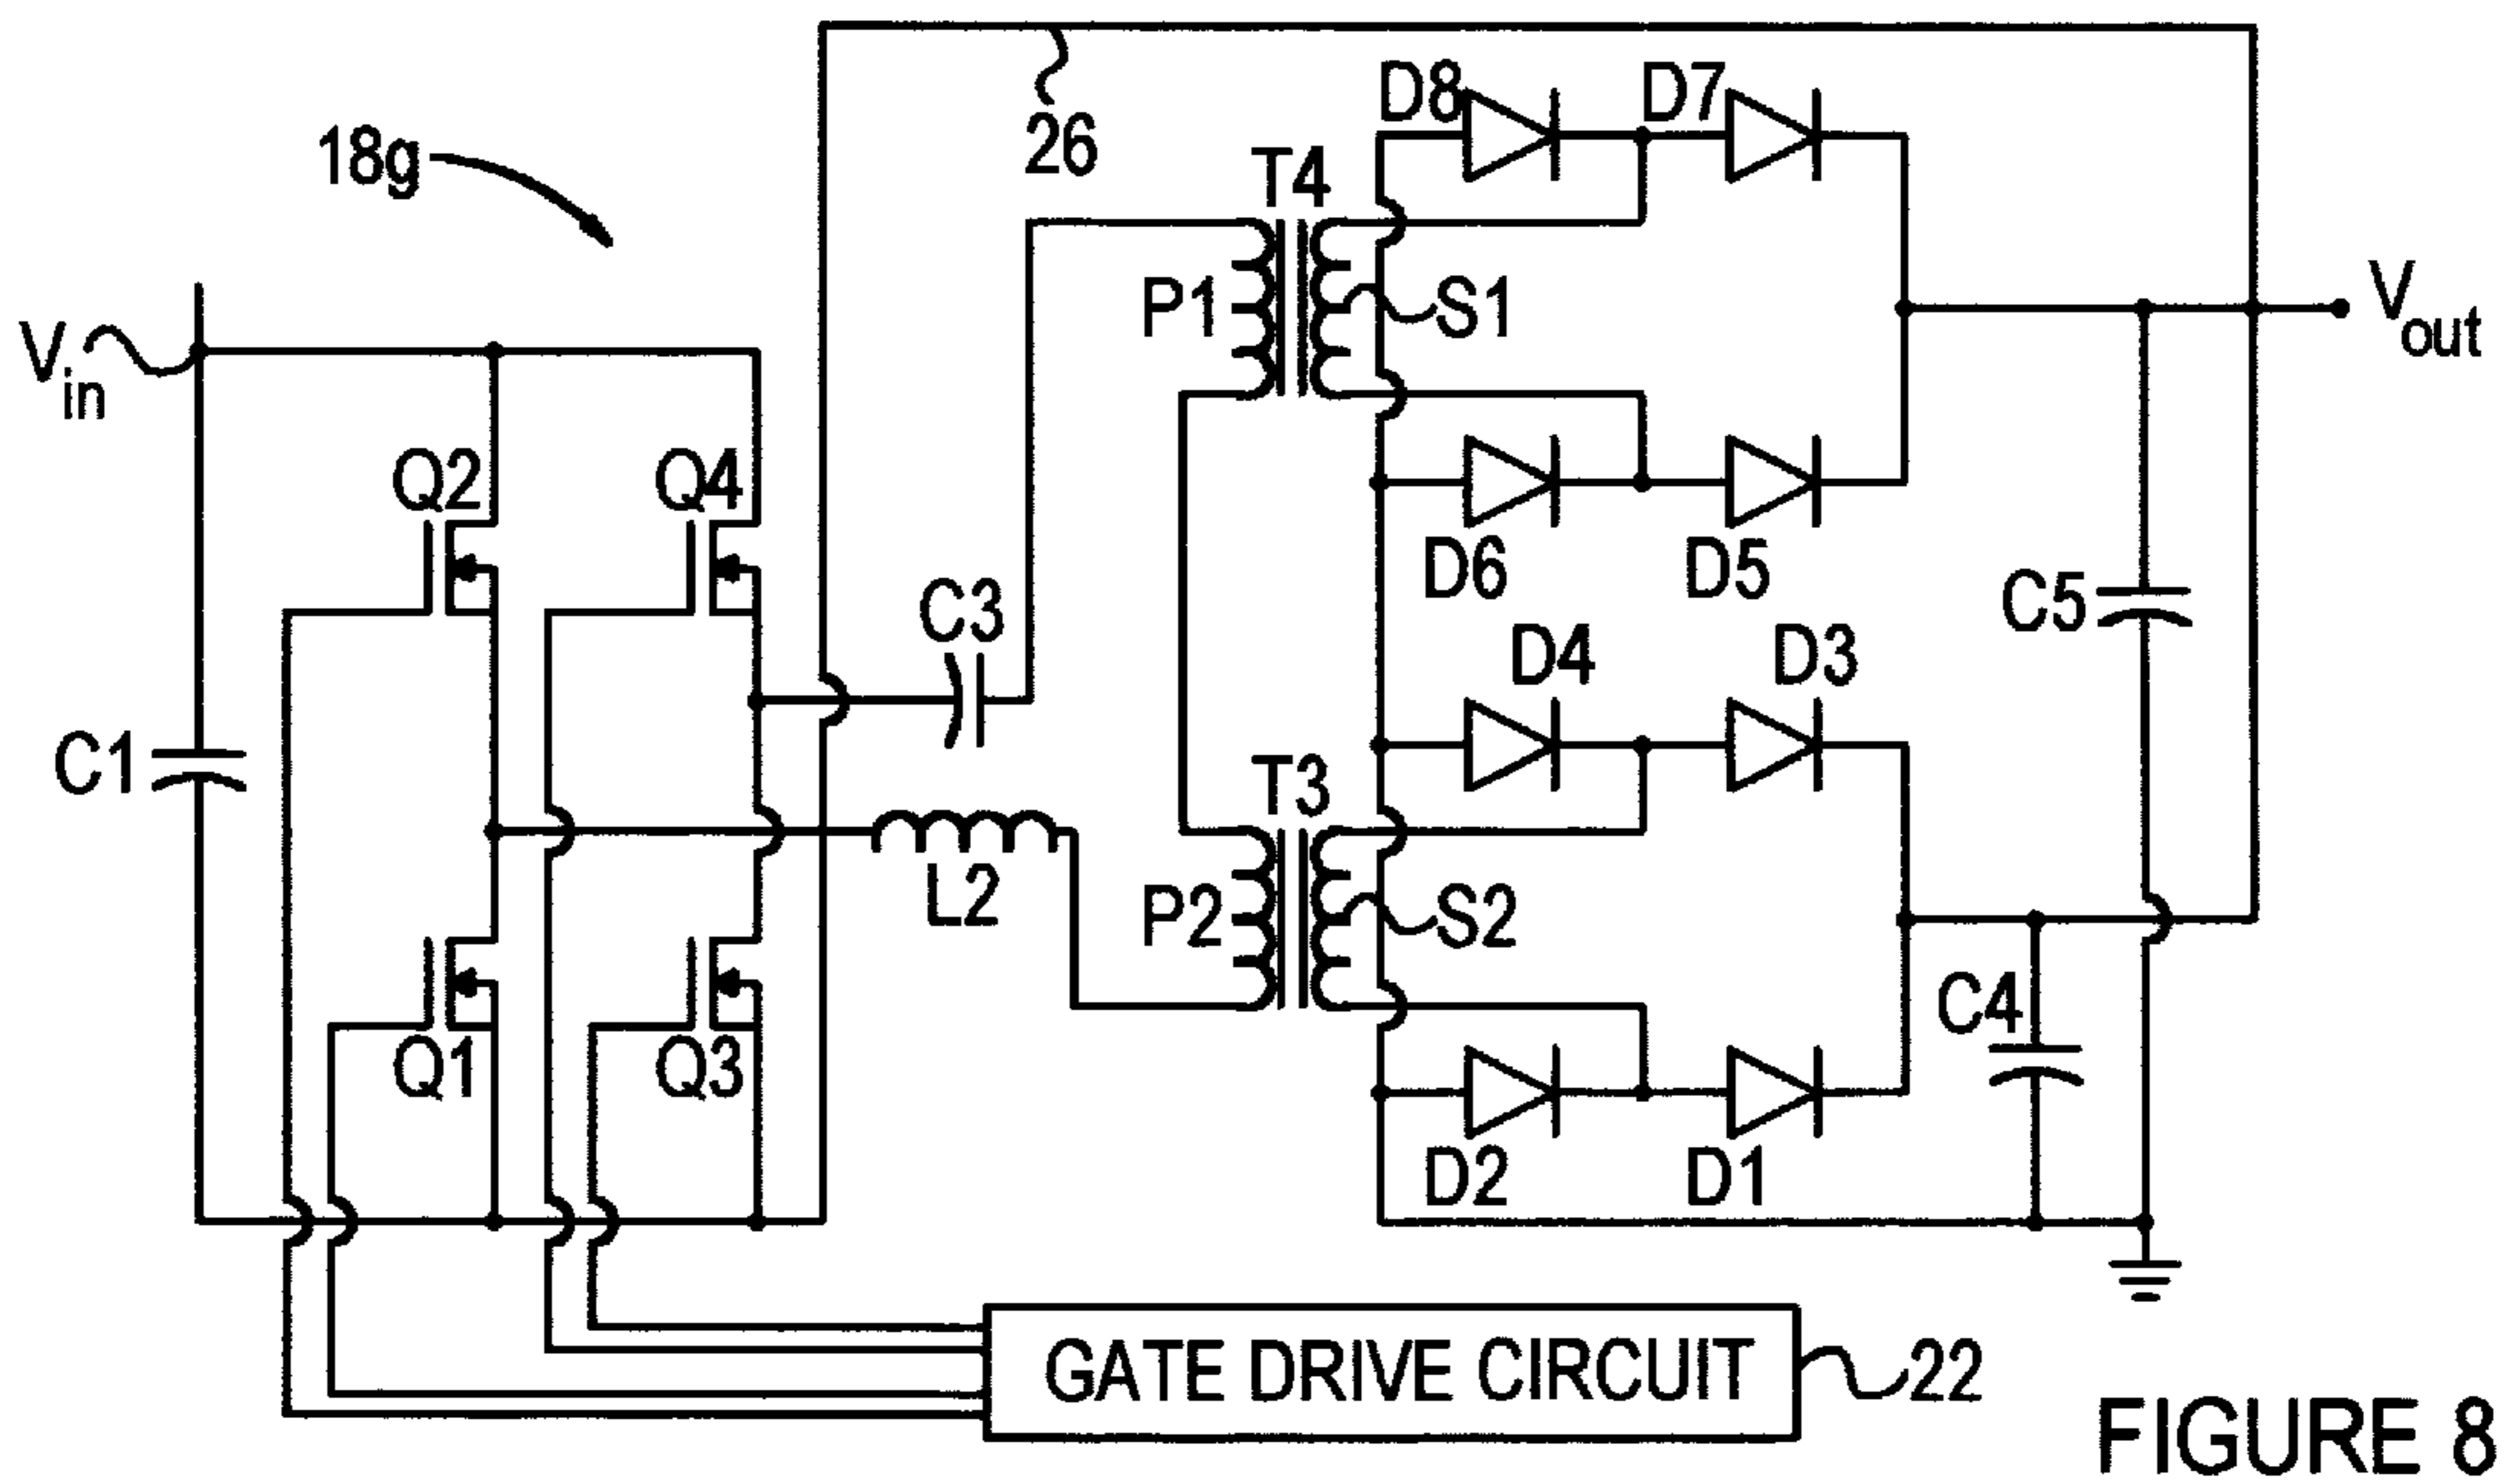 26
D8
D7
18g
T4
P1
S1
Vin
Vout
Q2
Q4
C3
D6
D5
C5
D4
D3
C1
T3
L2
P2
S2
C4
Q1
Q3
D2
D1
GATE DRIVE CIRCUIT
22
FIGURE 8